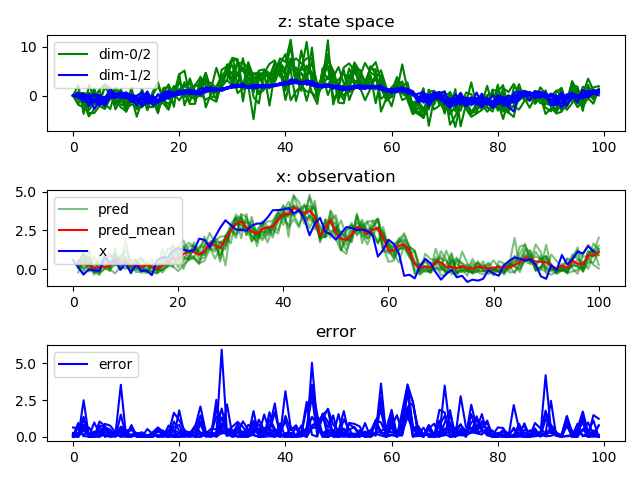 z: state space
10
0
dim-0/2
dim-1/2
0 20 40 60 80 100
x: observation
5.0
2.5
0.0
pred
pred_mean
x
0 20 40 60 80 100
error
5.0
2.5
0.0
error
0 20 40 60 80 100